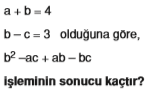 a + b = 4
b – c = 3 olduğuna göre,
b² –ac + ab – bc
işleminin sonucu kaçtır?